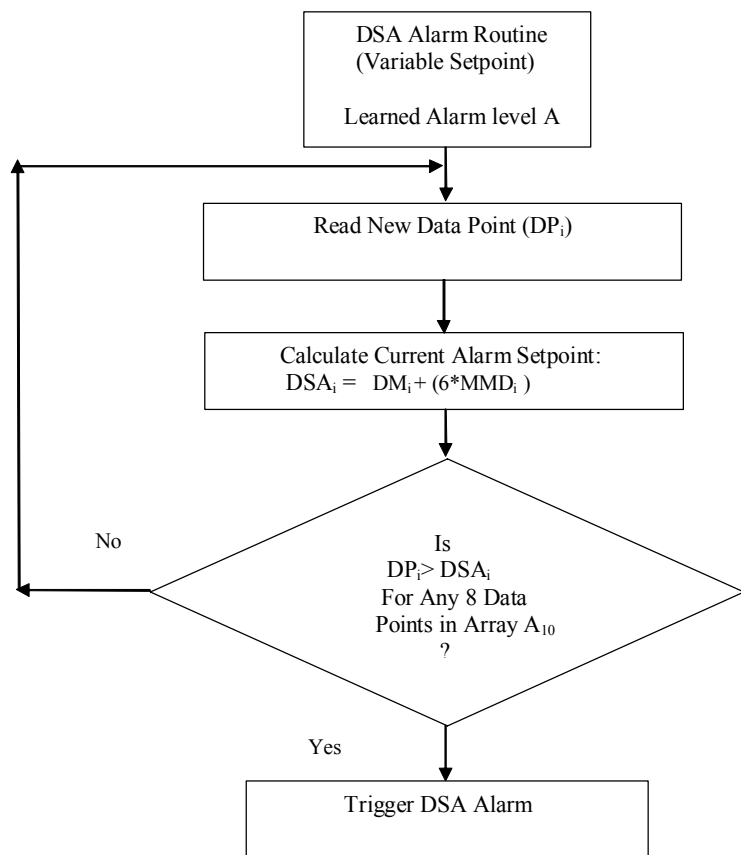 DSA Alarm Routine
(Variable Setpoint)
Learned Alarm level A
Read New Data Point (DPᵢ)
Calculate Current Alarm Setpoint:
DSAᵢ = DMᵢ + (6*MMDᵢ )
No
Is
DPᵢ> DSAᵢ
For Any 8 Data
Points in Array A₁₀
?
Yes
Trigger DSA Alarm